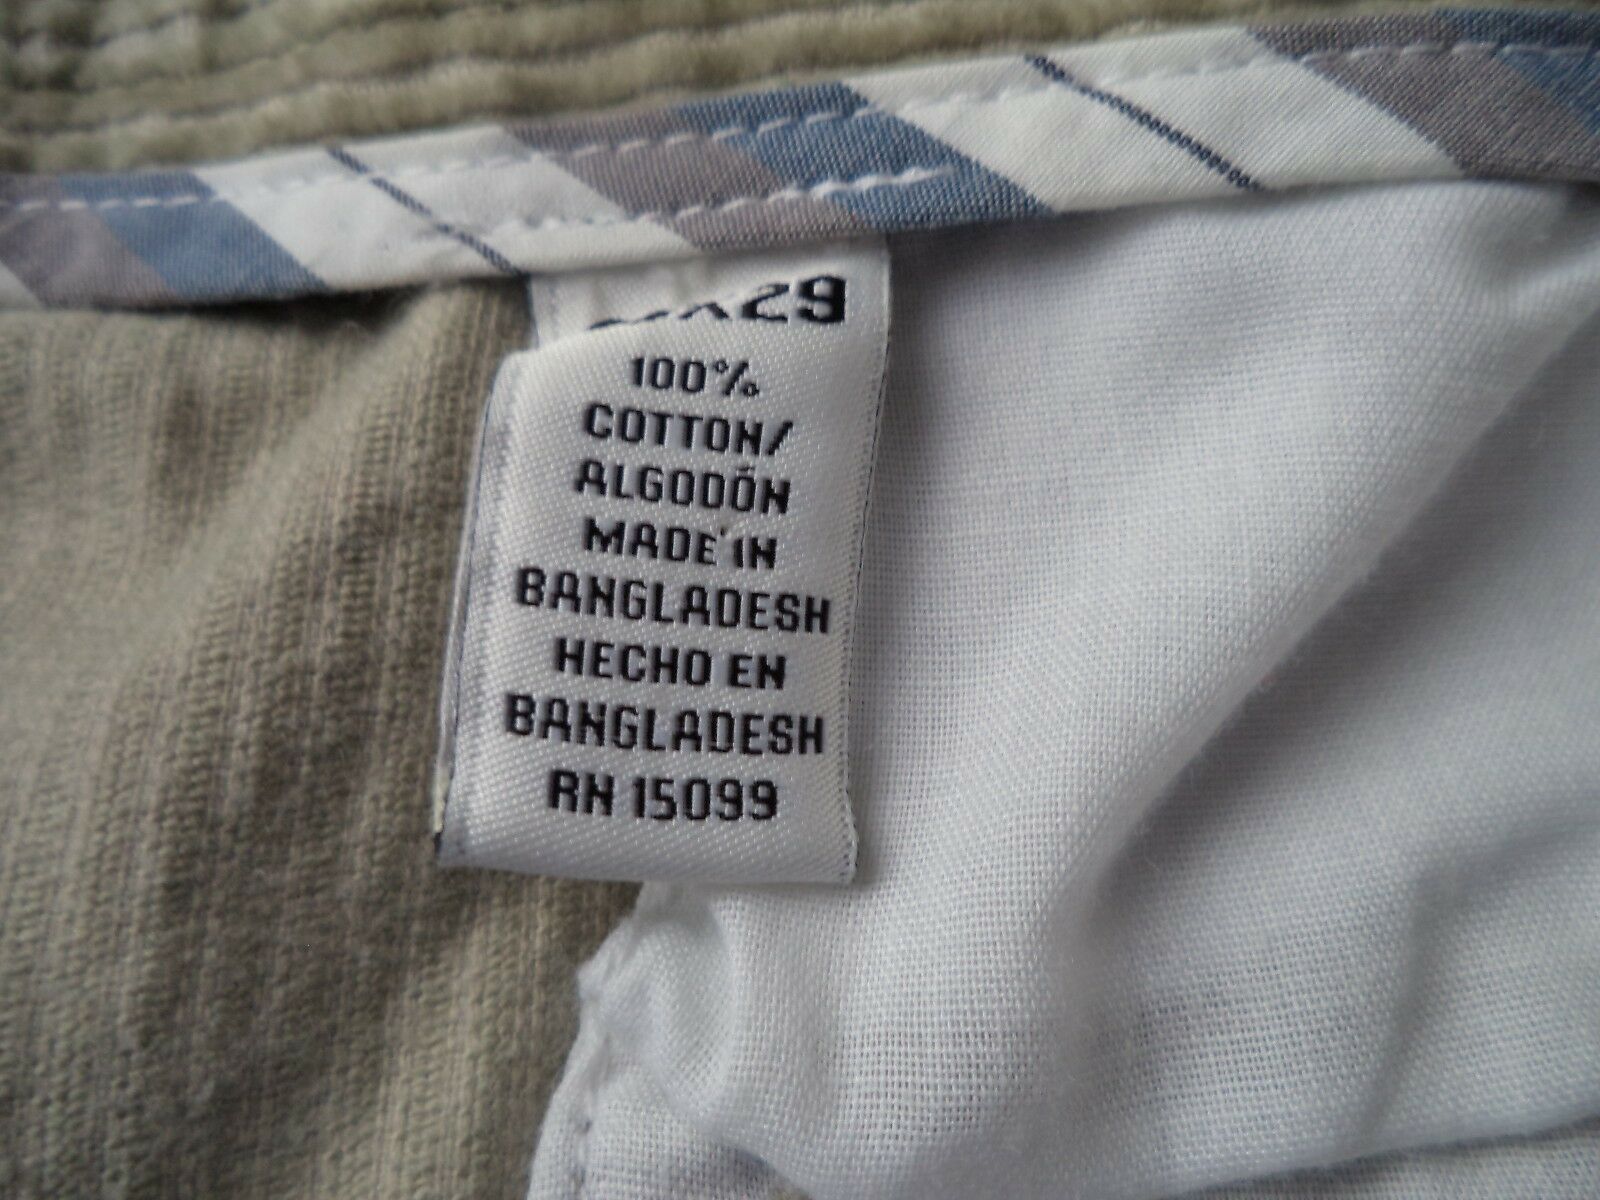 100%
COTTON/
ALGODÓN
MADE IN
BANGLADESH
HECHO EN
BANGLADESH
RN 15099